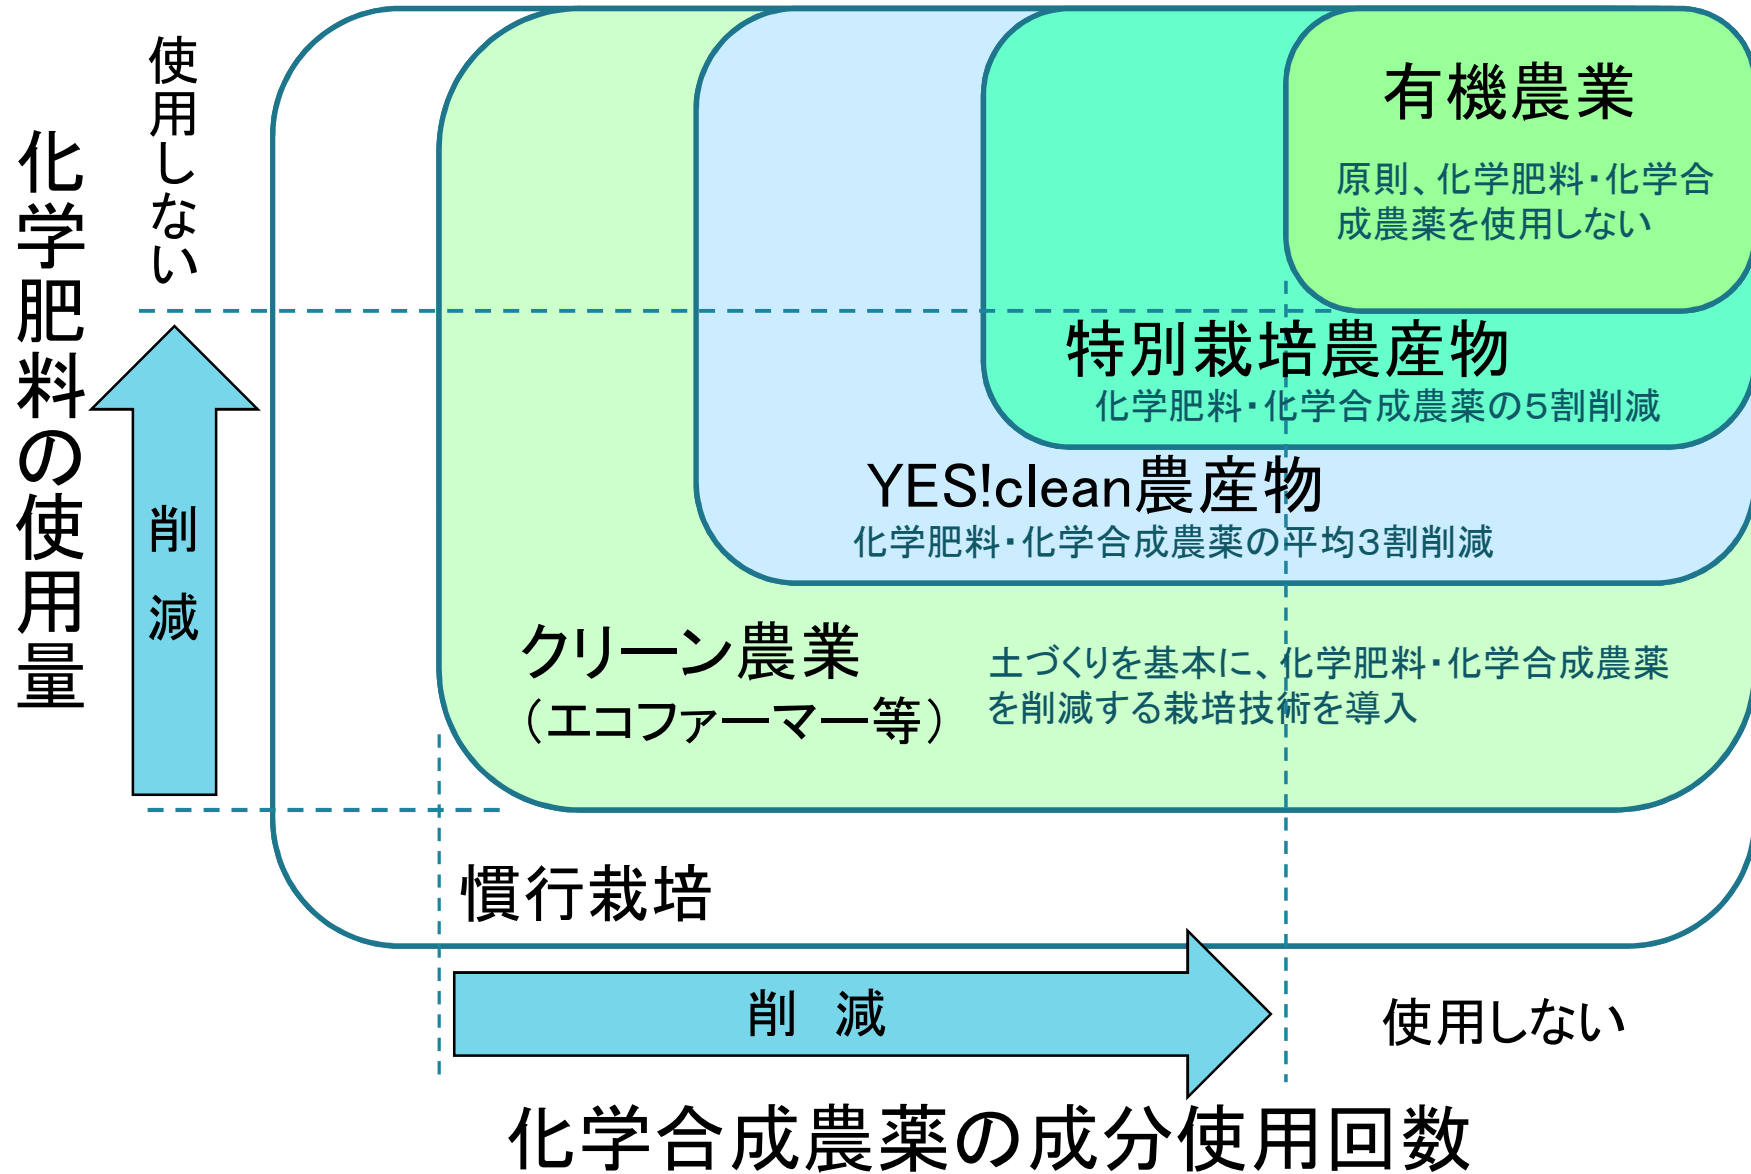 化学肥料の使用量
使用しない
削減
有機農業
原則、化学肥料・化学合
成農薬を使用しない
特別栽培農産物
化学肥料・化学合成農薬の5割削減
YES!clean農産物
化学肥料・化学合成農薬の平均3割削減
クリーン農業
（エコファーマー等）
土づくりを基本に、化学肥料・化学合成農薬
を削減する栽培技術を導入
慣行栽培
削　減
使用しない
化学合成農薬の成分使用回数